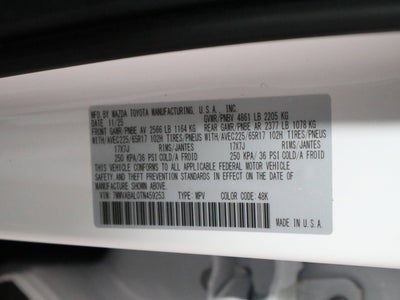 MFD BY MAZDA TOYOTA MANUFACTURING, U.S.A., INC.
DATE 11/25 GVWR/PNBV 4861 LB 2205 KG
FRONT GAWR/PNBE AV 2566 LB 1164 KG REAR GAWR/PNBE AR 2377 LB 1078 KG
WITH/AVEC225/65R17 102H TIRES/PNEUS WITH/AVEC225/65R17 102H TIRES/PNEUS
17X7J RIMS/JANTES 17X7J RIMS/JANTES
250 KPA/36 PSI COLD/A FROID 250 KPA/36 PSI COLD/A FROID
THIS VEHICLE CONFORMS TO ALL APPLICABLE FEDERAL MOTOR VEHICLE
SAFETY AND THEFT PREVENTION STANDARDS IN EFFECT ON THE DATE OF
MANUFACTURE SHOWN ABOVE.
TYPE: MPV COLOR CODE: 48K
MADE IN U.S.A.